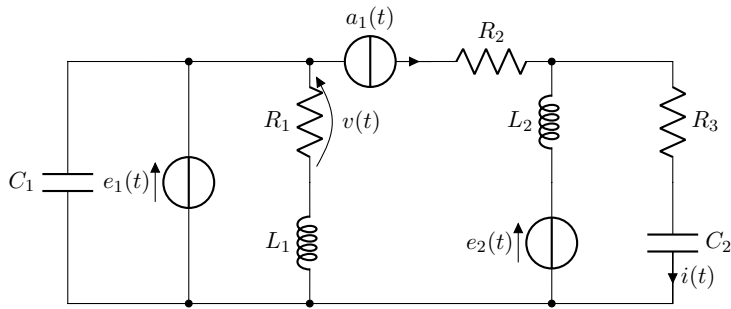 a₁(t)
R₂
R₁
v(t)
L₂
R₃
C₁
e₁(t)
L₁
e₂(t)
C₂
i(t)